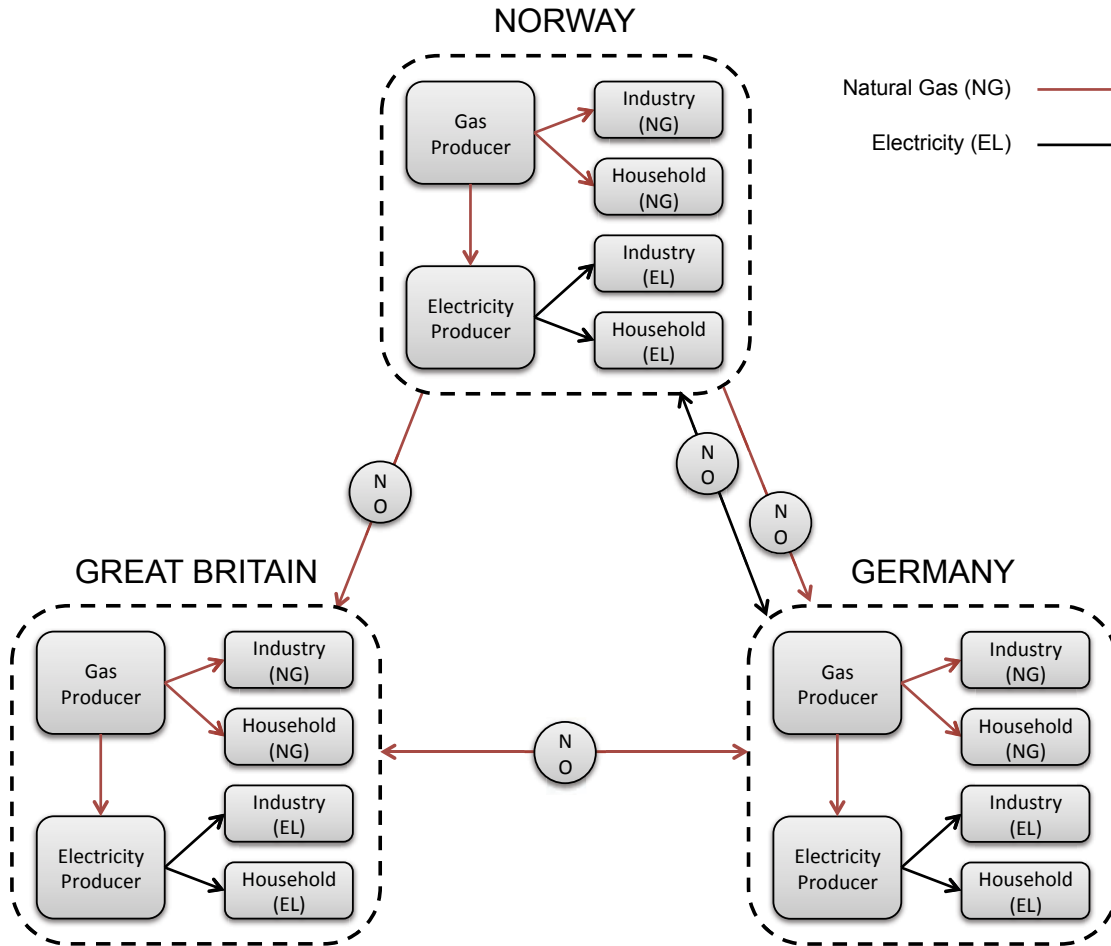 NORWAY
Natural Gas (NG)
Electricity (EL)
Gas
Producer
Industry
(NG)
Household
(NG)
Electricity
Producer
Industry
(EL)
Household
(EL)
N
O
N
O
N
O
GREAT BRITAIN
Gas
Producer
Industry
(NG)
Household
(NG)
Electricity
Producer
Industry
(EL)
Household
(EL)
N
O
GERMANY
Gas
Producer
Industry
(NG)
Household
(NG)
Electricity
Producer
Industry
(EL)
Household
(EL)